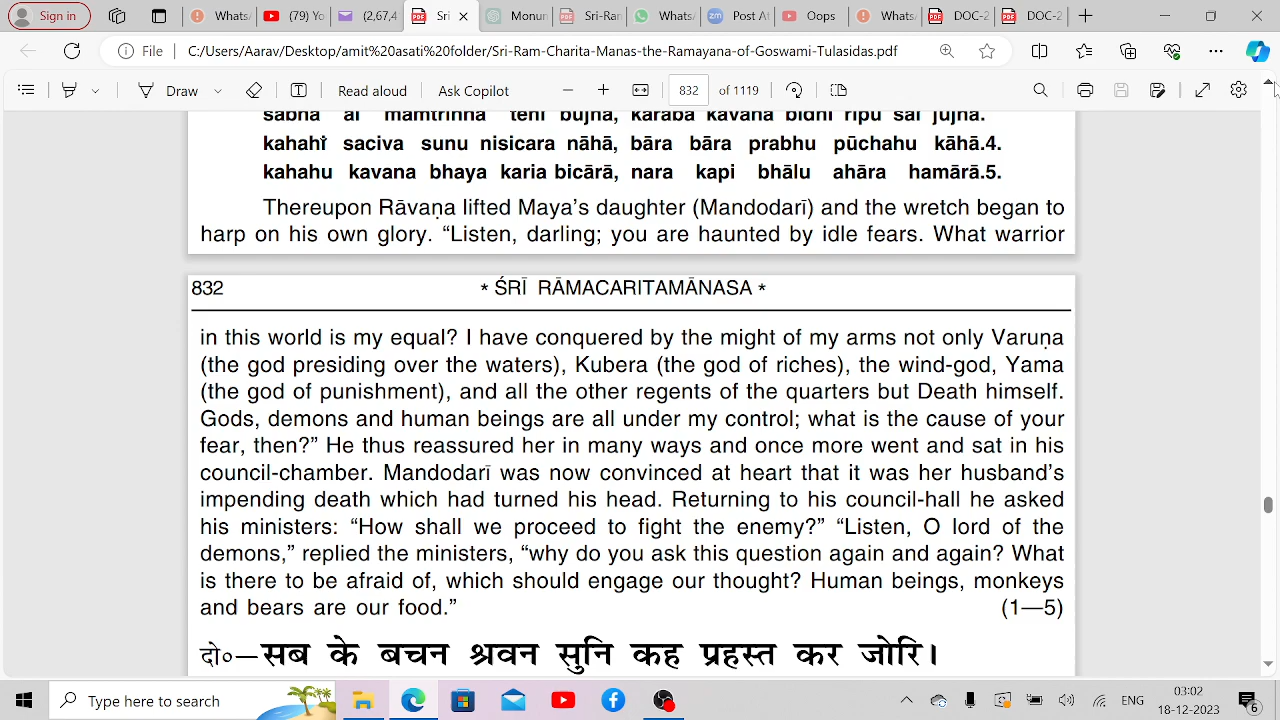 Sign in
Whats
(79) Yo
(2,67,4
Sri
Monun
Sri-Ran
Whats
Post Al
Oops
Whats
DOC-2
DOC-2
File
C:/Users/Aarav/Desktop/amit%20asati%20folder/Sri-Ram-Charita-Manas-the-Ramayana-of-Goswami-Tulasidas.pdf
Draw
Read aloud
Ask Copilot
832 of 1119
kahahiँ saciva sunu nisicara nāhā, bāra bāra prabhu pūchahu kāhā.4.
kahahu kavana bhaya karia bicārā, nara kapi bhālu ahāra hamārā.5.
Thereupon Rāvaṇa lifted Maya’s daughter (Mandodarī) and the wretch began to
harp on his own glory. “Listen, darling; you are haunted by idle fears. What warrior
832 * ŚRĪ RĀMACARITAMĀNASA *
in this world is my equal? I have conquered by the might of my arms not only Varuṇa
(the god presiding over the waters), Kubera (the god of riches), the wind-god, Yama
(the god of punishment), and all the other regents of the quarters but Death himself.
Gods, demons and human beings are all under my control; what is the cause of your
fear, then?” He thus reassured her in many ways and once more went and sat in his
council-chamber. Mandodarī was now convinced at heart that it was her husband’s
impending death which had turned his head. Returning to his council-hall he asked
his ministers: “How shall we proceed to fight the enemy?” “Listen, O lord of the
demons,” replied the ministers, “why do you ask this question again and again? What
is there to be afraid of, which should engage our thought? Human beings, monkeys
and bears are our food.” (1—5)
दो०—सब के बचन श्रवन सुनि कह प्रहस्त कर जोरि।
Type here to search
ENG
03:02
18-12-2023
6